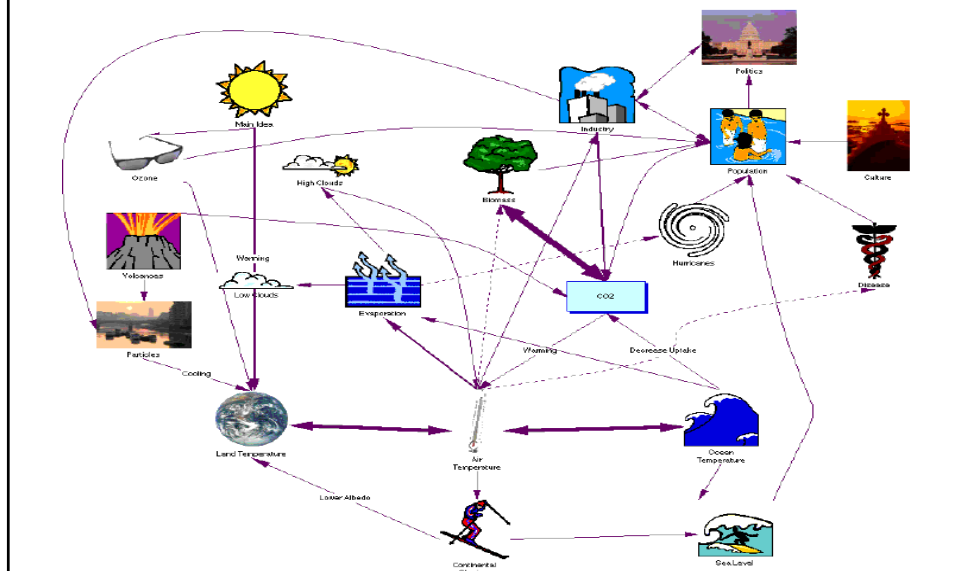 Politics
Main Idea
Industry
Ozone
High Clouds
Population
Culture
Biomass
Hurricanes
Volcanoes
Warming
Low Clouds
Evaporation
CO2
Disease
Particles
Warming
Decrease Uptake
Cooling
Land Temperature
Air
Temperature
Ocean
Temperature
Lower Albedo
Continental
Sea Level